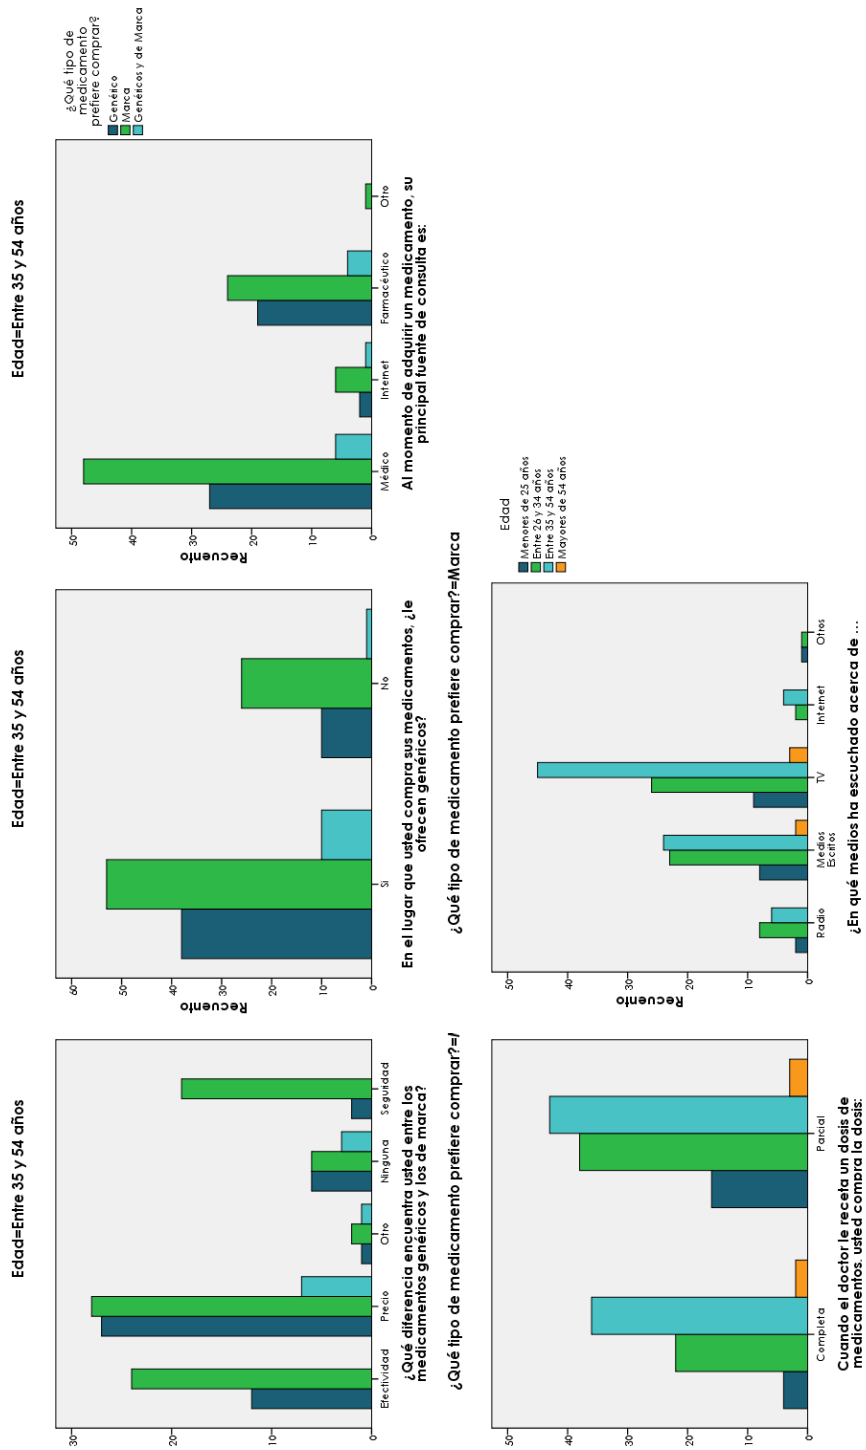 Edad=Entre 35 y 54 años
30
20
10
0
Efectividad
Precio
Otro
Ninguna
Seguridad
¿Qué diferencia encuentra usted entre los
medicamentos genéricos y los de marca?
Edad=Entre 35 y 54 años
Recuento
60
50
40
30
20
10
0
Si
No
En el lugar que usted compra sus medicamentos, ¿le
ofrecen genéricos?
Edad=Entre 35 y 54 años
Recuento
50
40
30
20
10
0
Médico
Internet
Farmacéutico
Otro
Al momento de adquirir un medicamento, su
principal fuente de consulta es:
¿Qué tipo de
medicamento
prefiere comprar?
Genérico
Marca
Genéricos y de Marca
¿Qué tipo de medicamento prefiere comprar?=
50
40
30
20
10
0
Completa
Parcial
Cuando el doctor le receta un dosis de
medicamentos, usted compra la dosis:
¿Qué tipo de medicamento prefiere comprar?=Marca
Recuento
50
40
30
20
10
0
Radio
Medios
Escritos
TV
Internet
Otros
¿En qué medios ha escuchado acerca de ...
Edad
Menores de 25 años
Entre 26 y 34 años
Entre 35 y 54 años
Mayores de 54 años